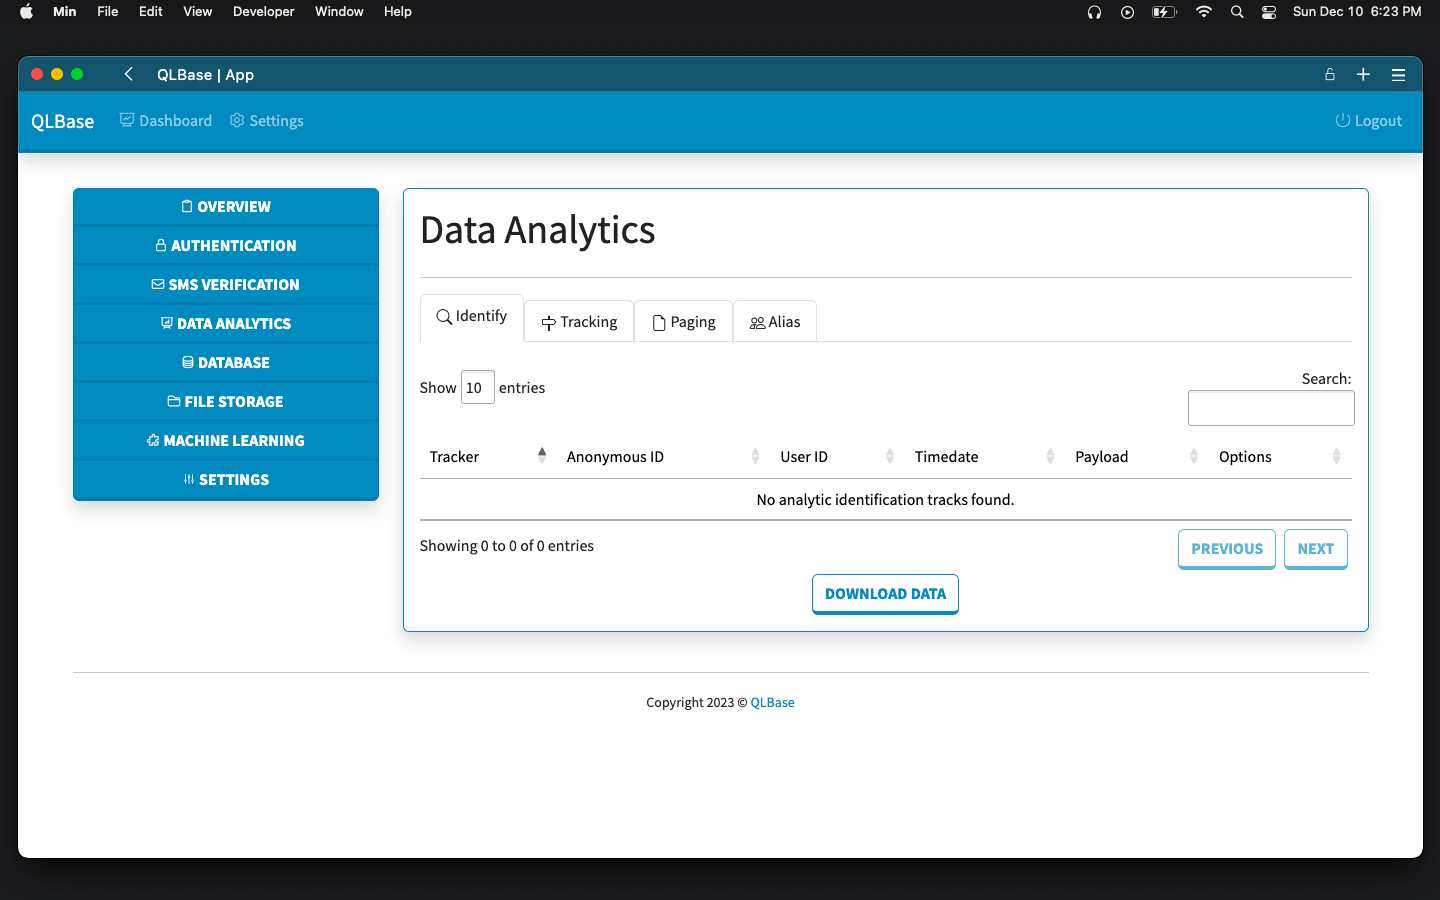 Min File Edit View Developer Window Help Sun Dec 10 6:23 PM
QLBase | App
QLBase Dashboard Settings Logout
OVERVIEW
AUTHENTICATION
SMS VERIFICATION
DATA ANALYTICS
DATABASE
FILE STORAGE
MACHINE LEARNING
SETTINGS
Data Analytics
Identify Tracking Paging Alias
Show 10 entries
Search:
Tracker Anonymous ID User ID Timedate Payload Options
No analytic identification tracks found.
Showing 0 to 0 of 0 entries
PREVIOUS NEXT
DOWNLOAD DATA
Copyright 2023 © QLBase